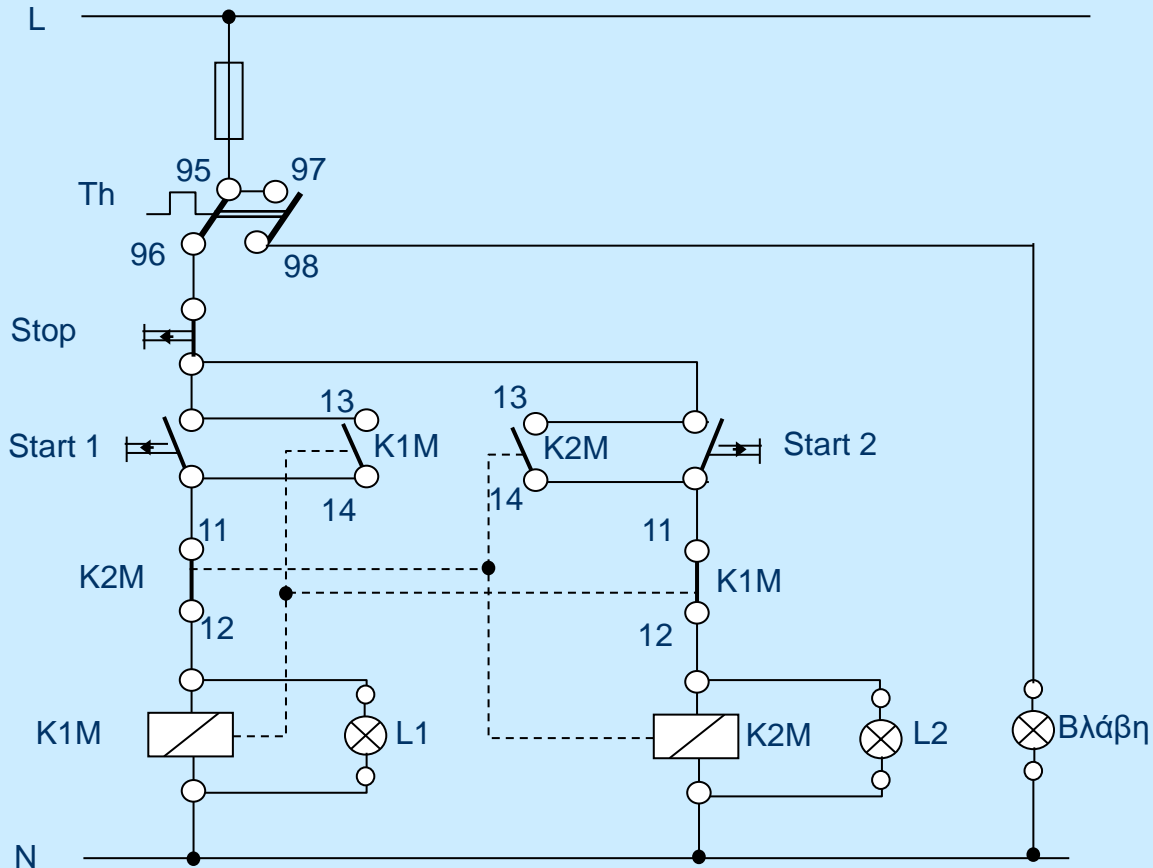 L
95
97
Th
96
98
Stop
13
13
Start 1
K1M
K2M
Start 2
14
14
11
11
K2M
K1M
12
12
K1M
L1
K2M
L2
Βλάβη
N